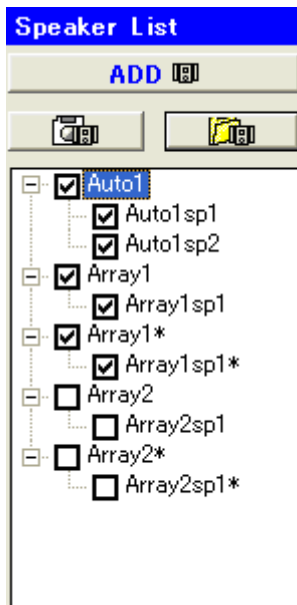 Speaker List
ADD
Auto1
Auto1sp1
Auto1sp2
Array1
Array1sp1
Array1*
Array1sp1*
Array2
Array2sp1
Array2*
Array2sp1*